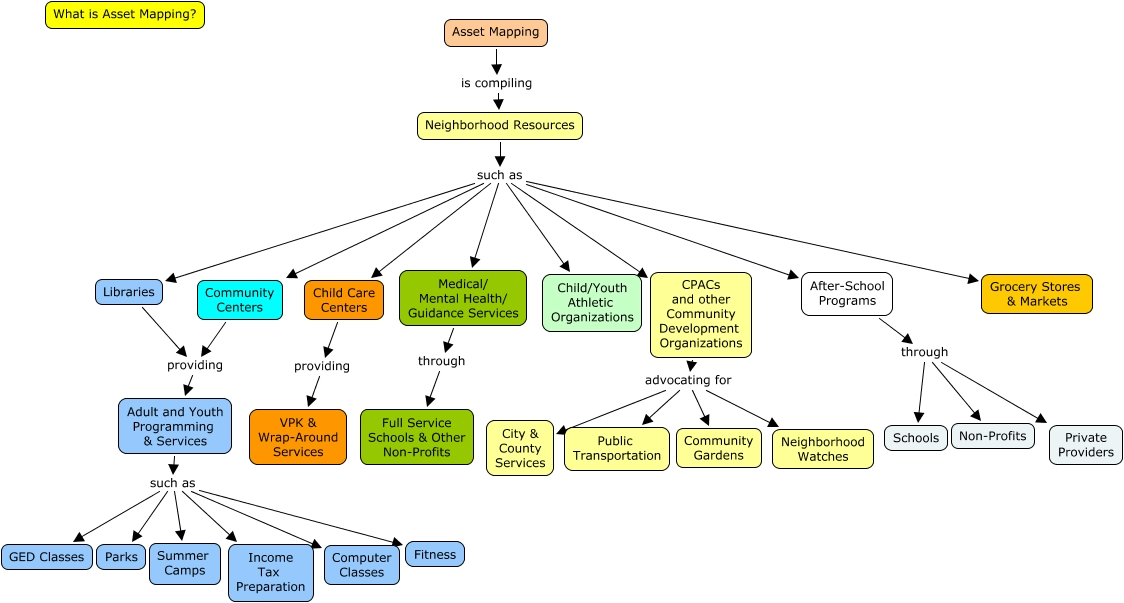 What is Asset Mapping?
Asset Mapping
is compiling
Neighborhood Resources
such as
Libraries
Community
Centers
Child Care
Centers
Medical/
Mental Health/
Guidance Services
Child/Youth
Athletic
Organizations
CPACs
and other
Community
Development
Organizations
After-School
Programs
Grocery Stores
& Markets
providing
providing
through
advocating for
through
Adult and Youth
Programming
& Services
VPK &
Wrap-Around
Services
Full Service
Schools & Other
Non-Profits
City &
County
Services
Public
Transportation
Community
Gardens
Neighborhood
Watches
Schools
Non-Profits
Private
Providers
such as
GED Classes
Parks
Summer
Camps
Income
Tax
Preparation
Computer
Classes
Fitness